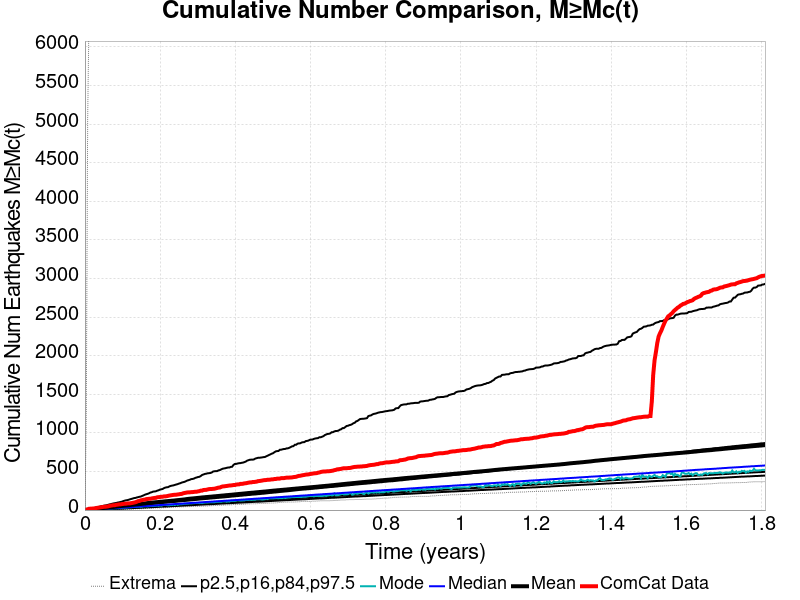 Cumulative Number Comparison, M≥Mc(t)
Cumulative Num Earthquakes M≥Mc(t)
6000
5500
5000
4500
4000
3500
3000
2500
2000
1500
1000
500
0
0 0.2 0.4 0.6 0.8 1 1.2 1.4 1.6 1.8
Time (years)
Extrema p2.5,p16,p84,p97.5 Mode Median Mean ComCat Data